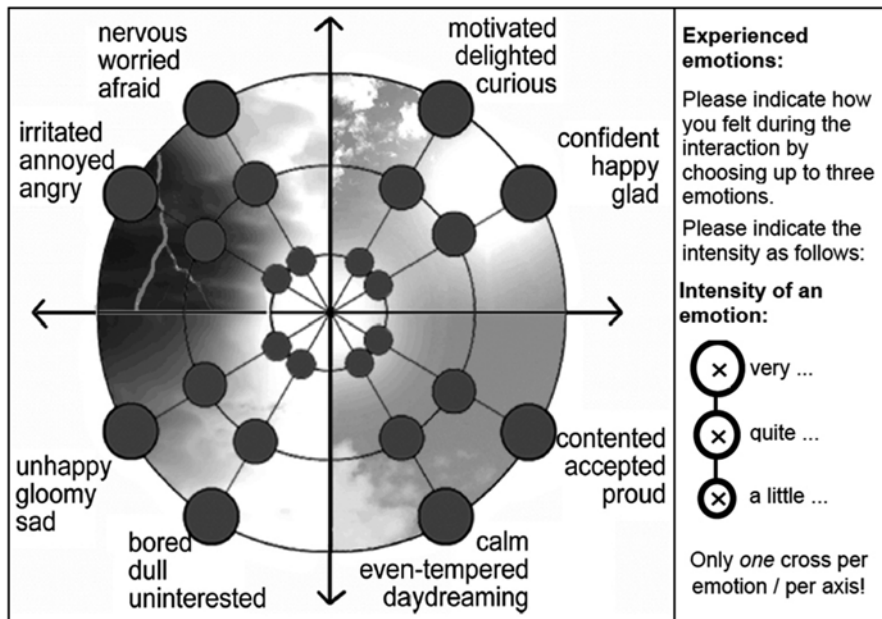 nervous
worried
afraid
motivated
delighted
curious
irritated
annoyed
angry
confident
happy
glad
unhappy
gloomy
sad
contented
accepted
proud
bored
dull
uninterested
calm
even-tempered
daydreaming
Experienced
emotions:
Please indicate how
you felt during the
interaction by
choosing up to three
emotions.
Please indicate the
intensity as follows:
Intensity of an
emotion:
very ...
quite ...
a little ...
Only one cross per
emotion / per axis!